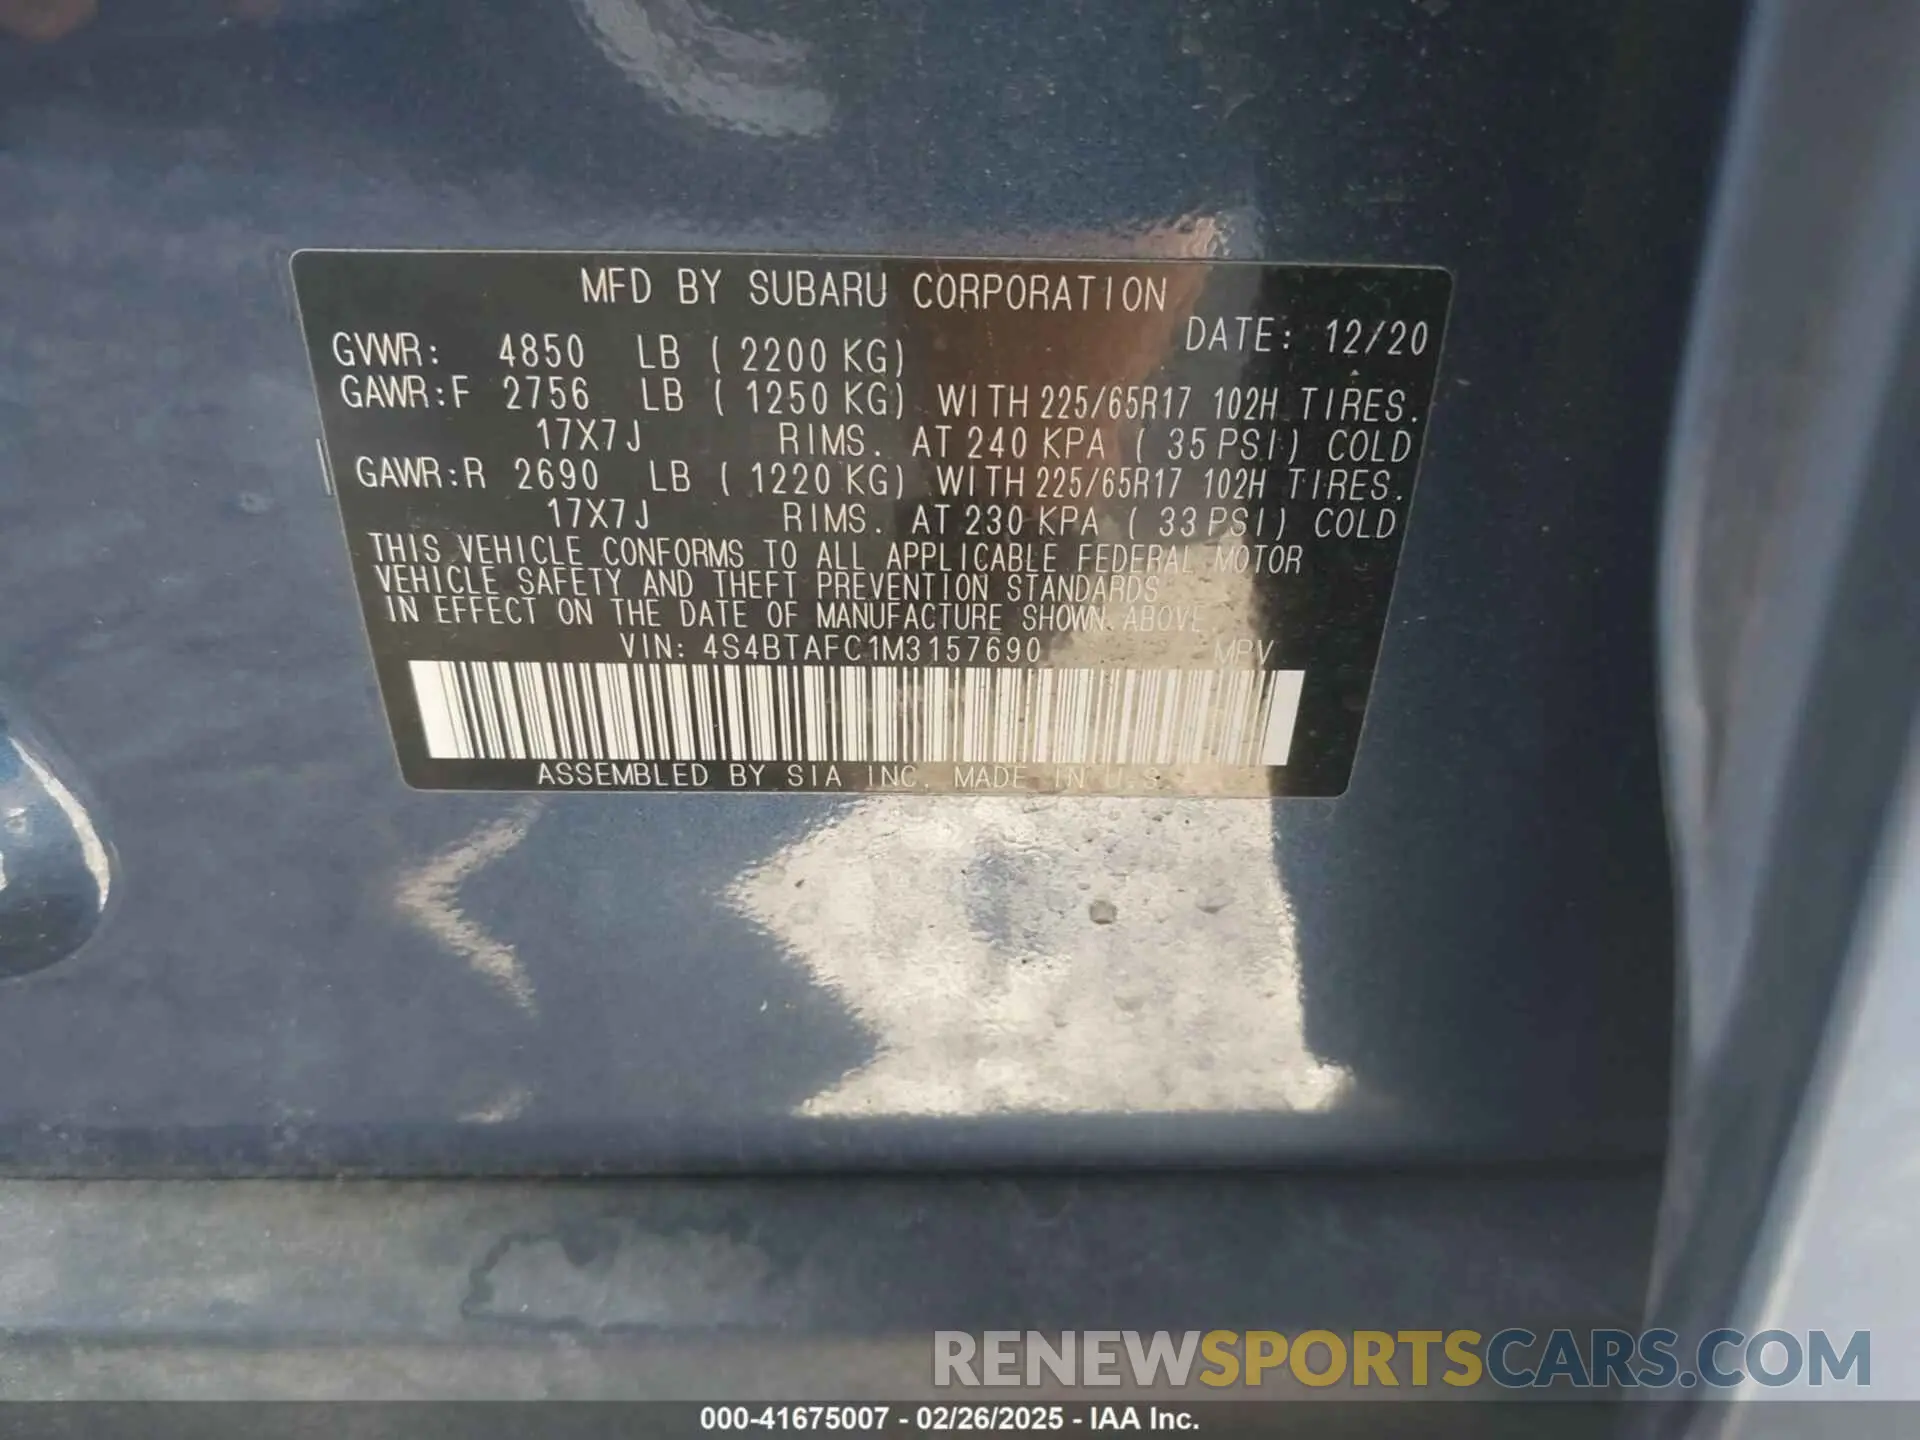 MFD BY SUBARU CORPORATION
DATE: 12/20
GVWR: 4850 LB ( 2200 KG)
GAWR:F 2756 LB ( 1250 KG) WITH 225/65R17 102H TIRES.
17X7J RIMS. AT 240 KPA ( 35 PSI) COLD
GAWR:R 2690 LB ( 1220 KG) WITH 225/65R17 102H TIRES.
17X7J RIMS. AT 230 KPA ( 33 PSI) COLD
THIS VEHICLE CONFORMS TO ALL APPLICABLE FEDERAL MOTOR
VEHICLE SAFETY AND THEFT PREVENTION STANDARDS
IN EFFECT ON THE DATE OF MANUFACTURE SHOWN ABOVE
VIN: 4S4BTAFC1M3157690 MPV
ASSEMBLED BY SIA INC. MADE IN U.S.
RENEWSPORTSCARS.COM
000-41675007 - 02/26/2025 - IAA Inc.